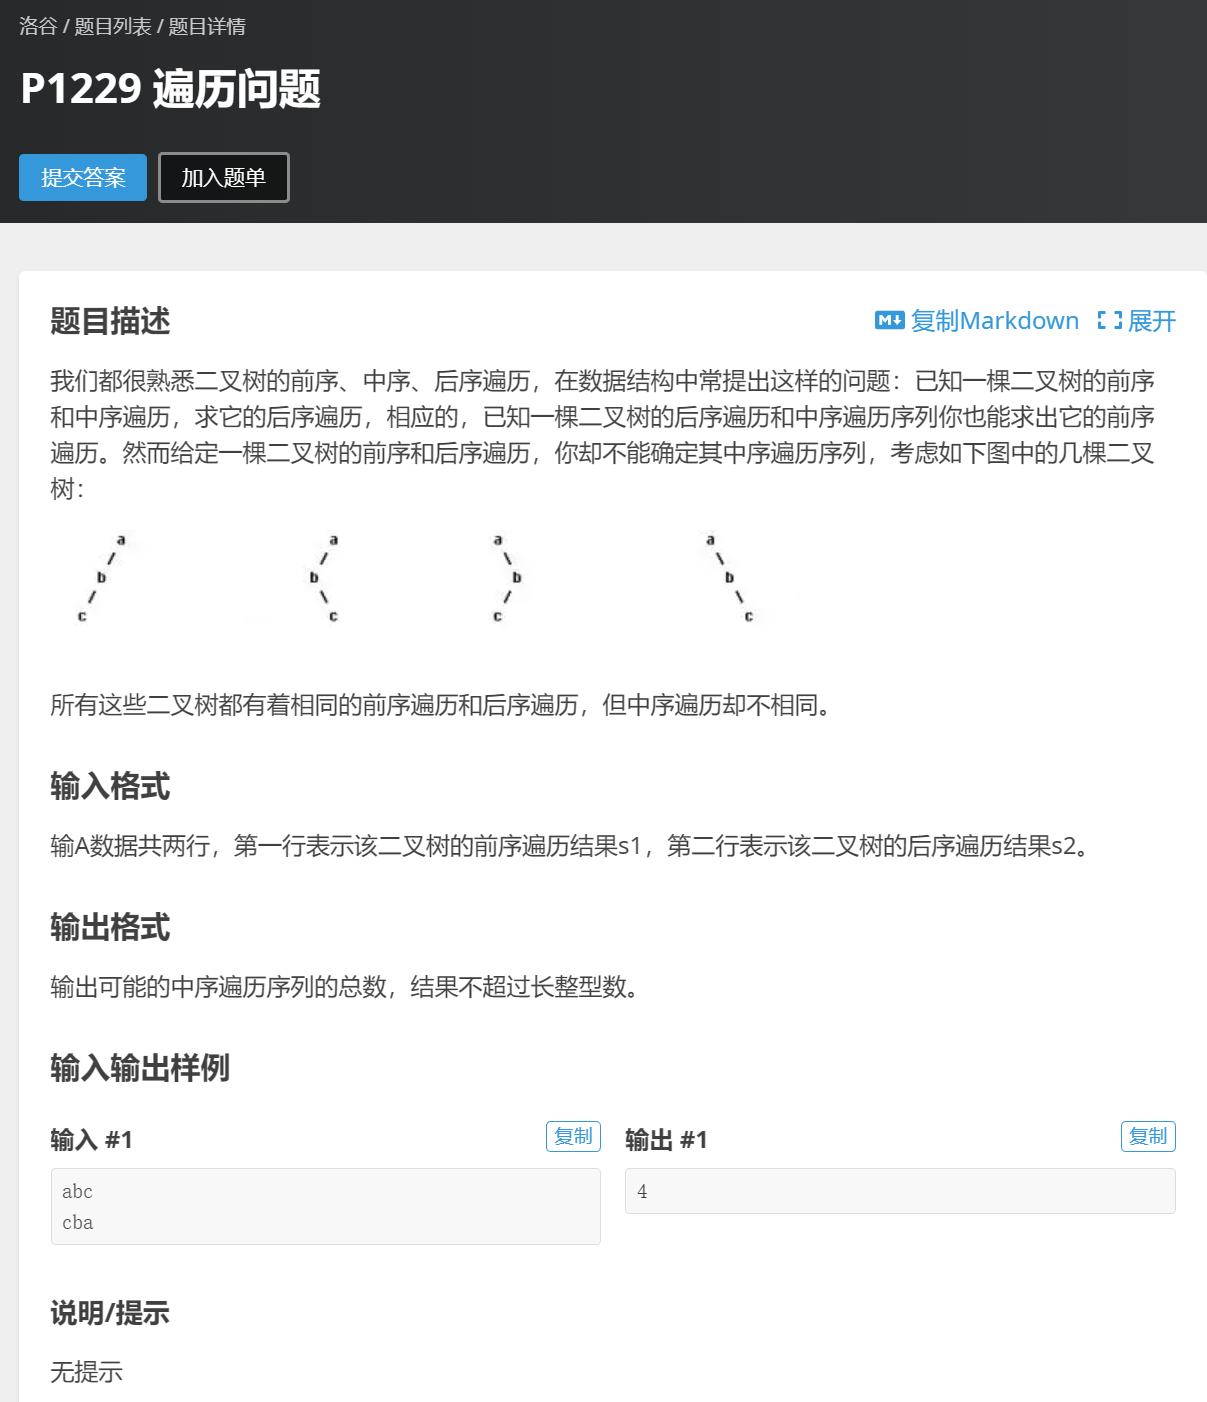 洛谷 / 题目列表 / 题目详情
P1229 遍历问题
提交答案 加入题单
题目描述 复制Markdown 展开
我们都很熟悉二叉树的前序、中序、后序遍历，在数据结构中常提出这样的问题：已知一棵二叉树的前序
和中序遍历，求它的后序遍历，相应的，已知一棵二叉树的后序遍历和中序遍历序列你也能求出它的前序
遍历。然而给定一棵二叉树的前序和后序遍历，你却不能确定其中序遍历序列，考虑如下图中的几棵二叉
树：
a a a a
b b b b
c c c c
所有这些二叉树都有着相同的前序遍历和后序遍历，但中序遍历却不相同。
输入格式
输A数据共两行，第一行表示该二叉树的前序遍历结果s1，第二行表示该二叉树的后序遍历结果s2。
输出格式
输出可能的中序遍历序列的总数，结果不超过长整型数。
输入输出样例
输入 #1 复制 输出 #1 复制
abc 4
cba
说明/提示
无提示